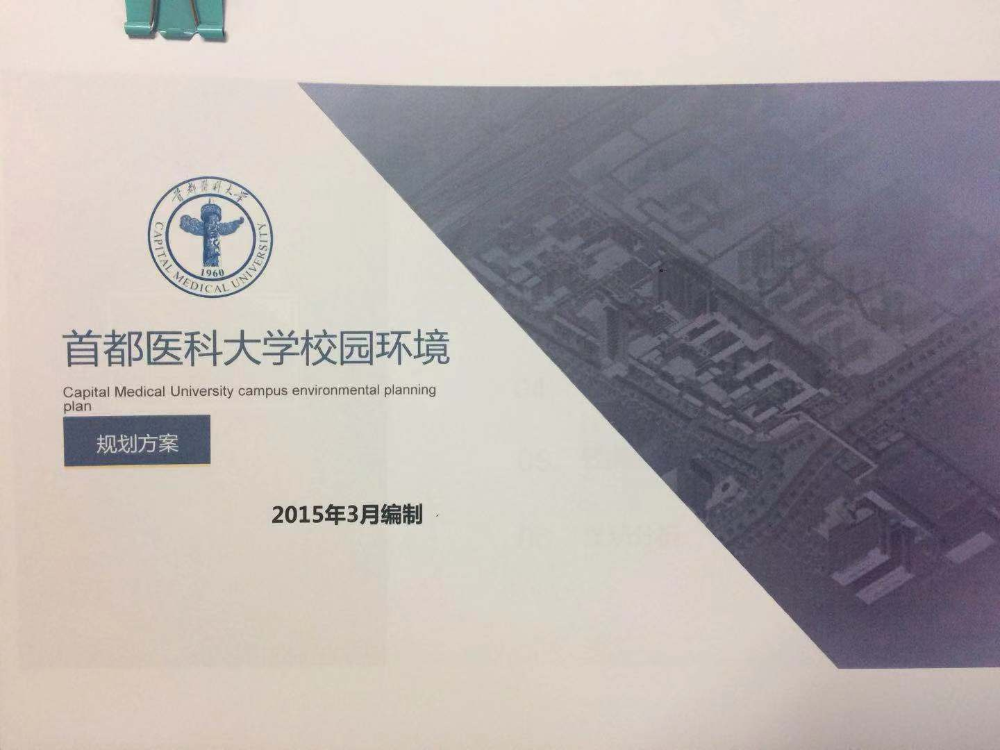 首都醫科大学
1960
CAPITAL MEDICAL UNIVERSITY
首都医科大学校园环境
Capital Medical University campus environmental planning
plan
规划方案
2015年3月编制